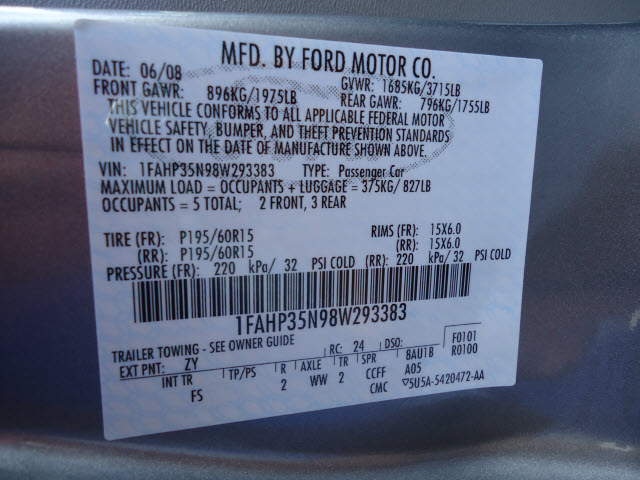 MFD. BY FORD MOTOR CO.
DATE: 06/08 GVWR: 1685KG/3715LB
FRONT GAWR: 896KG/1975LB REAR GAWR: 796KG/1755LB
THIS VEHICLE CONFORMS TO ALL APPLICABLE FEDERAL MOTOR
VEHICLE SAFETY, BUMPER, AND THEFT PREVENTION STANDARDS
IN EFFECT ON THE DATE OF MANUFACTURE SHOWN ABOVE.
VIN: 1FAHP35N98W293383 TYPE: Passenger Car
MAXIMUM LOAD = OCCUPANTS + LUGGAGE = 375KG/ 827LB
OCCUPANTS = 5 TOTAL; 2 FRONT, 3 REAR
TIRE (FR): P195/60R15 RIMS (FR): 15X6.0
(RR): P195/60R15 (RR): 15X6.0
PRESSURE (FR): 220 kPa/ 32 PSI COLD (RR): 220 kPa/ 32 PSI COLD
1FAHP35N98W293383
TRAILER TOWING - SEE OWNER GUIDE
EXT PNT: ZY RC: 24 DSO: F0101
INT TR TP/PS R AXLE TR SPR 8AU1B R0100
FS 2 WW 2 CCFF A05
CMC 5U5A-5420472-AA